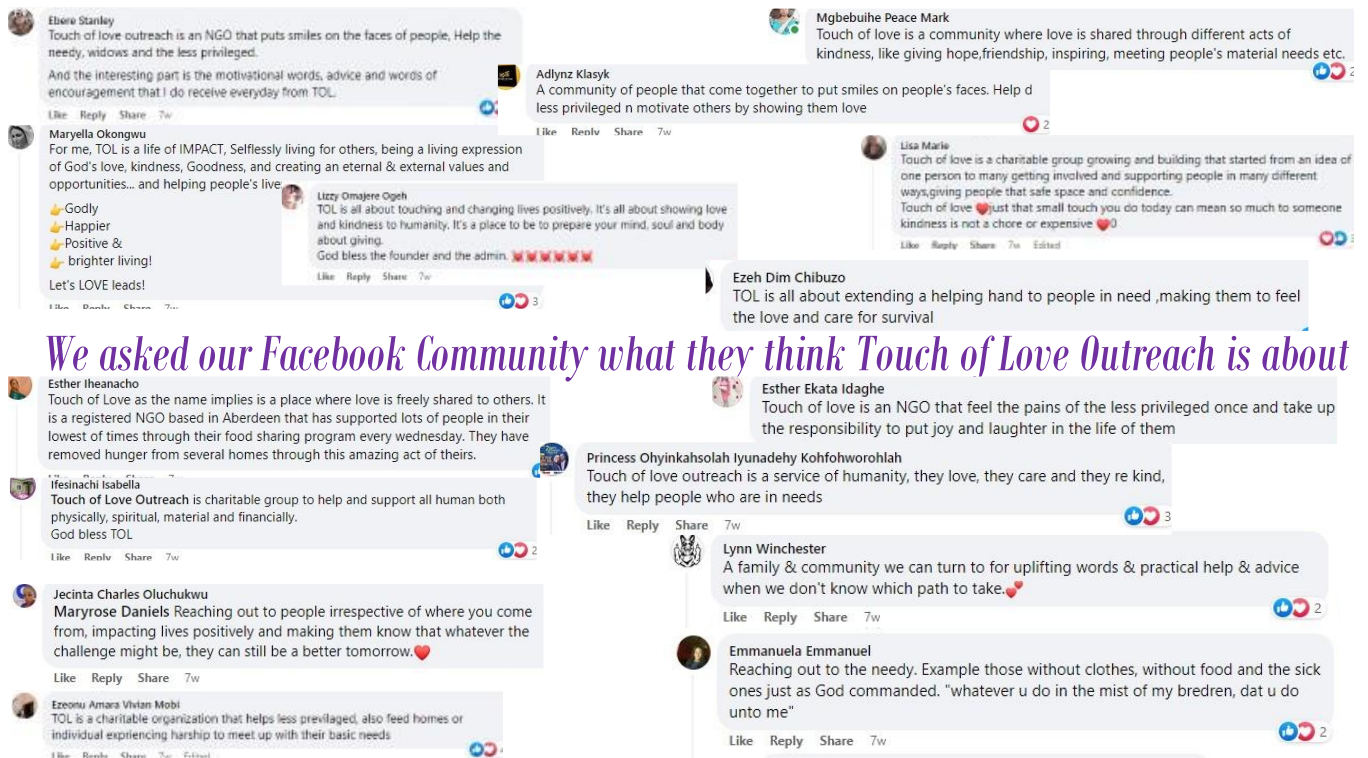 Ebere Stanley
Touch of love outreach is an NGO that puts smiles on the faces of people, Help the
needy, widows and the less privileged.
And the interesting part is the motivational words, advice and words of
encouragement that I do receive everyday from TOL.
Like Reply Share 7w
Mgbebuihe Peace Mark
Touch of love is a community where love is shared through different acts of
kindness, like giving hope,friendship, inspiring, meeting people's material needs etc.
2
Adlynz Klasyk
A community of people that come together to put smiles on people's faces. Help d
less privileged n motivate others by showing them love
2
Like Reply Share 7w
Maryella Okongwu
For me, TOL is a life of IMPACT, Selflessly living for others, being a living expression
of God's love, kindness, Goodness, and creating an eternal & external values and
opportunities... and helping people's live
👉Godly
👉Happier
👉Positive &
👉 brighter living!
Let's LOVE leads!
Like Reply Share 7w
3
Lizzy Omajere Ogeh
TOL is all about touching and changing lives positively. It's all about showing love
and kindness to humanity. It's a place to be to prepare your mind, soul and body
about giving.
God bless the founder and the admin.
Like Reply Share 7w
Lisa Marie
Touch of love is a charitable group growing and building that started from an idea of
one person to many getting involved and supporting people in many different
ways,giving people that safe space and confidence.
Touch of love ❤️just that small touch you do today can mean so much to someone
kindness is not a chore or expensive ❤️0
Like Reply Share 7w Edited
Ezeh Dim Chibuzo
TOL is all about extending a helping hand to people in need ,making them to feel
the love and care for survival
We asked our Facebook Community what they think Touch of Love Outreach is about
Esther Iheanacho
Touch of Love as the name implies is a place where love is freely shared to others. It
is a registered NGO based in Aberdeen that has supported lots of people in their
lowest of times through their food sharing program every wednesday. They have
removed hunger from several homes through this amazing act of theirs.
Ifesinachi Isabella
Touch of Love Outreach is charitable group to help and support all human both
physically, spiritual, material and financially.
God bless TOL
Like Reply Share 7w
2
Jecinta Charles Oluchukwu
Maryrose Daniels Reaching out to people irrespective of where you come
from, impacting lives positively and making them know that whatever the
challenge might be, they can still be a better tomorrow.❤️
Like Reply Share 7w
Ezeonu Amara Vivian Mobi
TOL is a charitable organization that helps less previlaged, also feed homes or
individual expriencing harship to meet up with their basic needs
Like Reply Share 7w Edited
Esther Ekata Idaghe
Touch of love is an NGO that feel the pains of the less privileged once and take up
the responsibility to put joy and laughter in the life of them
Princess Ohyinkahsolah Iyunadehy Kohfohworohlah
Touch of love outreach is a service of humanity, they love, they care and they re kind,
they help people who are in needs
Like Reply Share 7w
3
Lynn Winchester
A family & community we can turn to for uplifting words & practical help & advice
when we don't know which path to take.💕
Like Reply Share 7w
2
Emmanuela Emmanuel
Reaching out to the needy. Example those without clothes, without food and the sick
ones just as God commanded. "whatever u do in the mist of my bredren, dat u do
unto me"
Like Reply Share 7w
2